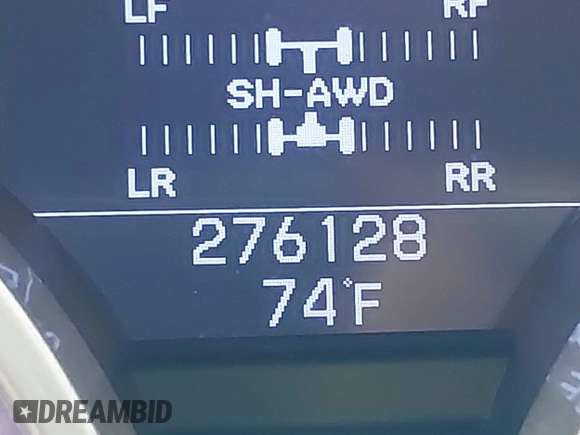 LF RF
SH-AWD
LR RR
276128
74°F
DREAMBID